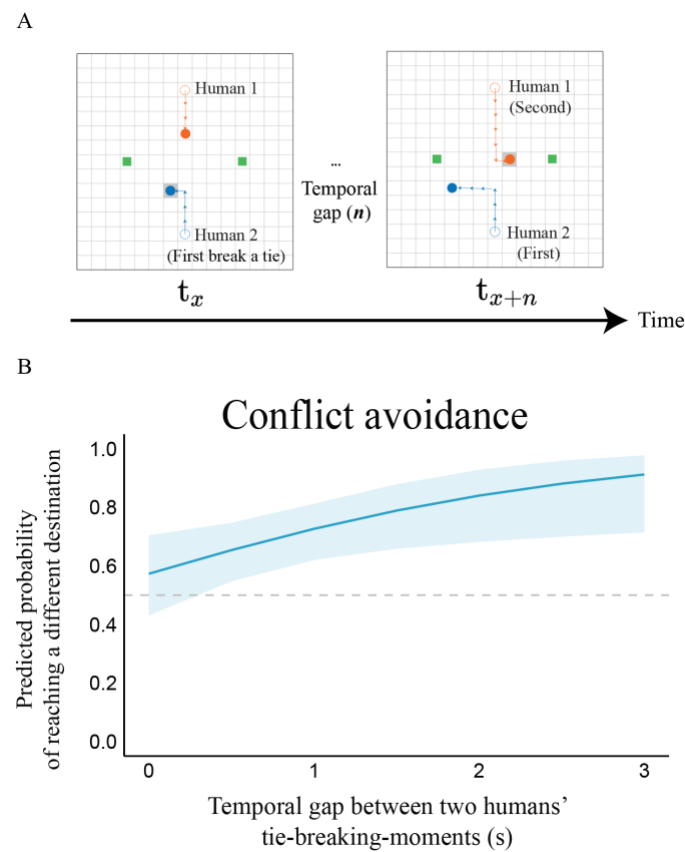 A
Human 1
Human 2
(First break a tie)
...
Temporal
gap (n)
Human 1
(Second)
Human 2
(First)
tx
tx+n
Time
B
Conflict avoidance
Predicted probability
of reaching a different destination
1.0
0.8
0.6
0.4
0.2
0.0
0 1 2 3
Temporal gap between two humans’
tie-breaking-moments (s)